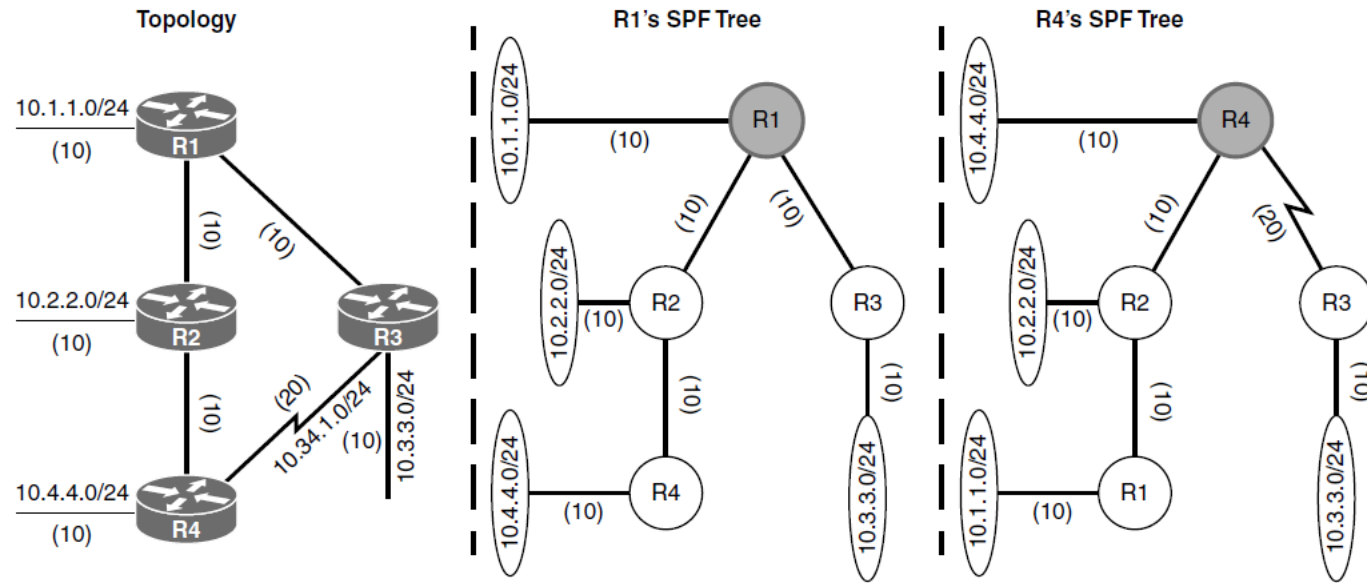 Topology
10.1.1.0/24
(10)
R1
(10)
(10)
10.2.2.0/24
(10)
R2
R3
(10)
(20)
10.34.1.0/24
(10)
10.3.3.0/24
10.4.4.0/24
(10)
R4
R1's SPF Tree
10.1.1.0/24
(10)
R1
(10)
(10)
10.2.2.0/24
(10)
R2
R3
(10)
(10)
10.4.4.0/24
(10)
R4
10.3.3.0/24
R4's SPF Tree
10.4.4.0/24
(10)
R4
(10)
(20)
10.2.2.0/24
(10)
R2
R3
(10)
(10)
10.1.1.0/24
(10)
R1
10.3.3.0/24